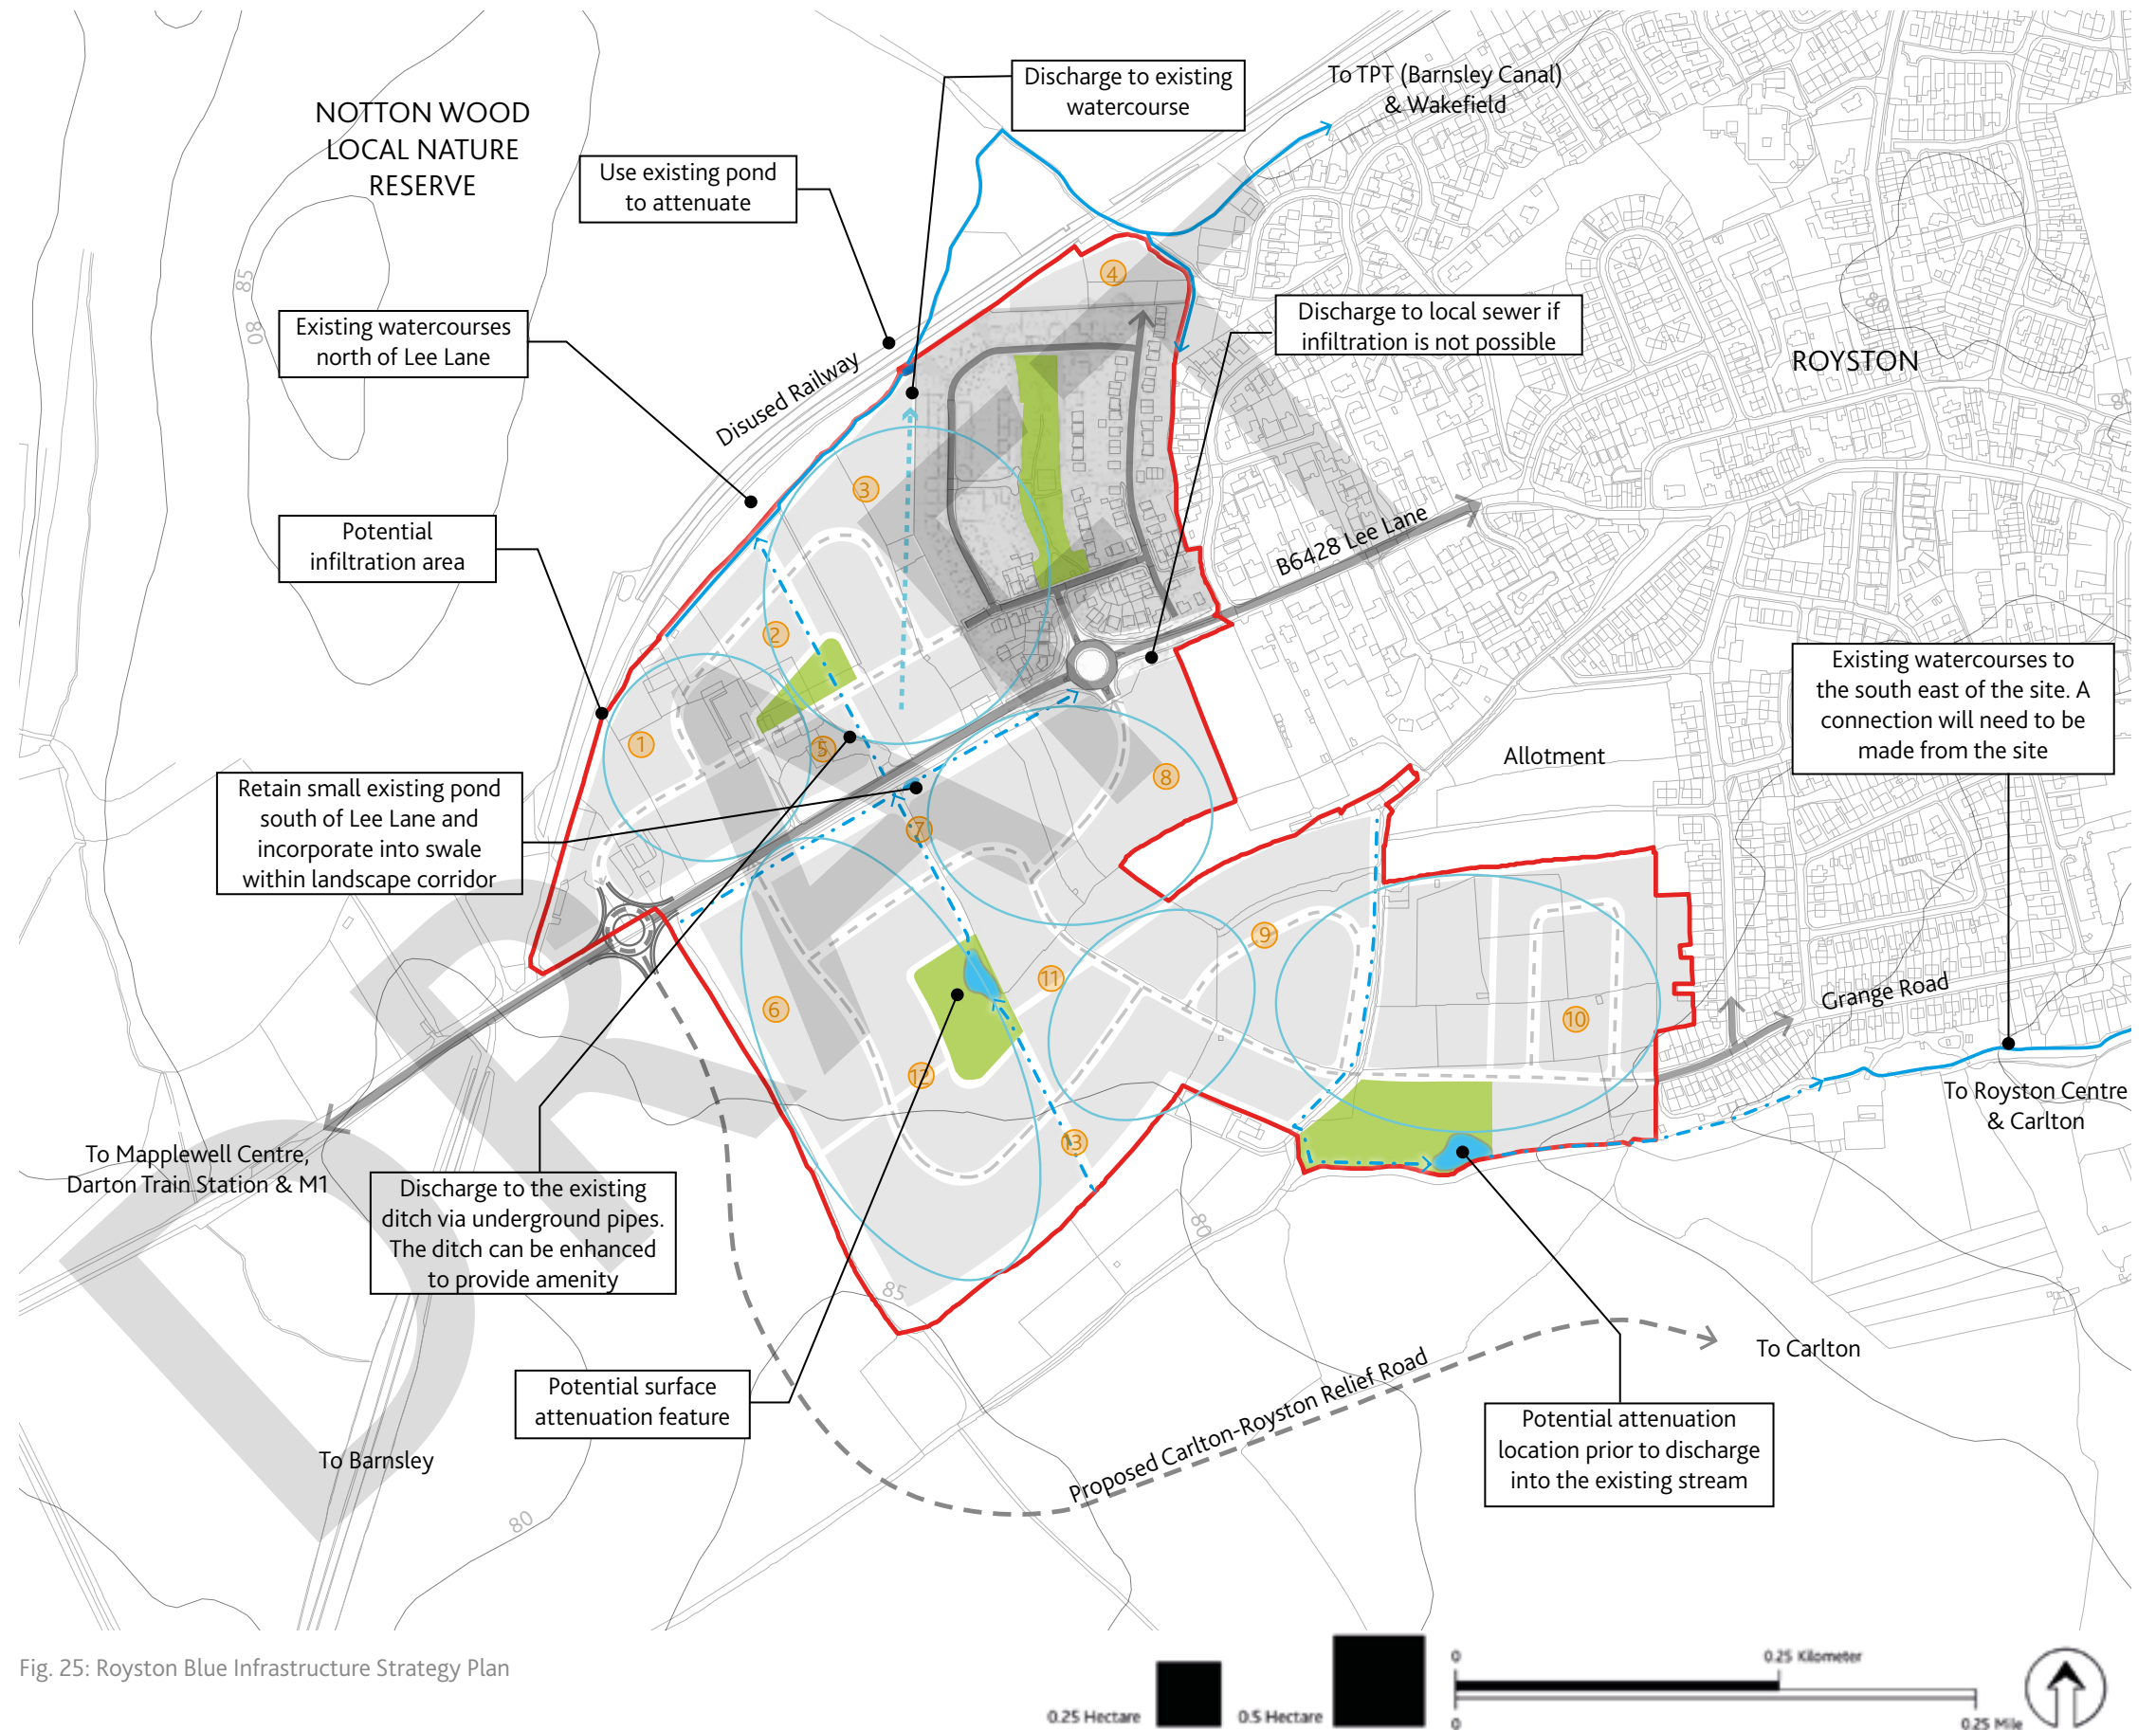 To TPT (Barnsley Canal)
& Wakefield
Discharge to existing
watercourse
NOTTON WOOD
LOCAL NATURE
RESERVE
Use existing pond
to attenuate
4
85
80
Existing watercourses
north of Lee Lane
Discharge to local sewer if
infiltration is not possible
80
ROYSTON
Disused Railway
3
B6428 Lee Lane
Potential
infiltration area
2
1
5
Existing watercourses to
the south east of the site. A
connection will need to be
made from the site
Allotment
8
Retain small existing pond
south of Lee Lane and
incorporate into swale
within landscape corridor
7
9
11
6
10
Grange Road
12
13
To Royston Centre
& Carlton
To Mapplewell Centre,
Darton Train Station & M1
Discharge to the existing
ditch via underground pipes.
The ditch can be enhanced
to provide amenity
80
85
To Carlton
Proposed Carlton-Royston Relief Road
Potential surface
attenuation feature
Potential attenuation
location prior to discharge
into the existing stream
To Barnsley
80
DRAFT
Fig. 25: Royston Blue Infrastructure Strategy Plan
0.25 Hectare
0.5 Hectare
0
0.25 Kilometer
0
0.25 Mile